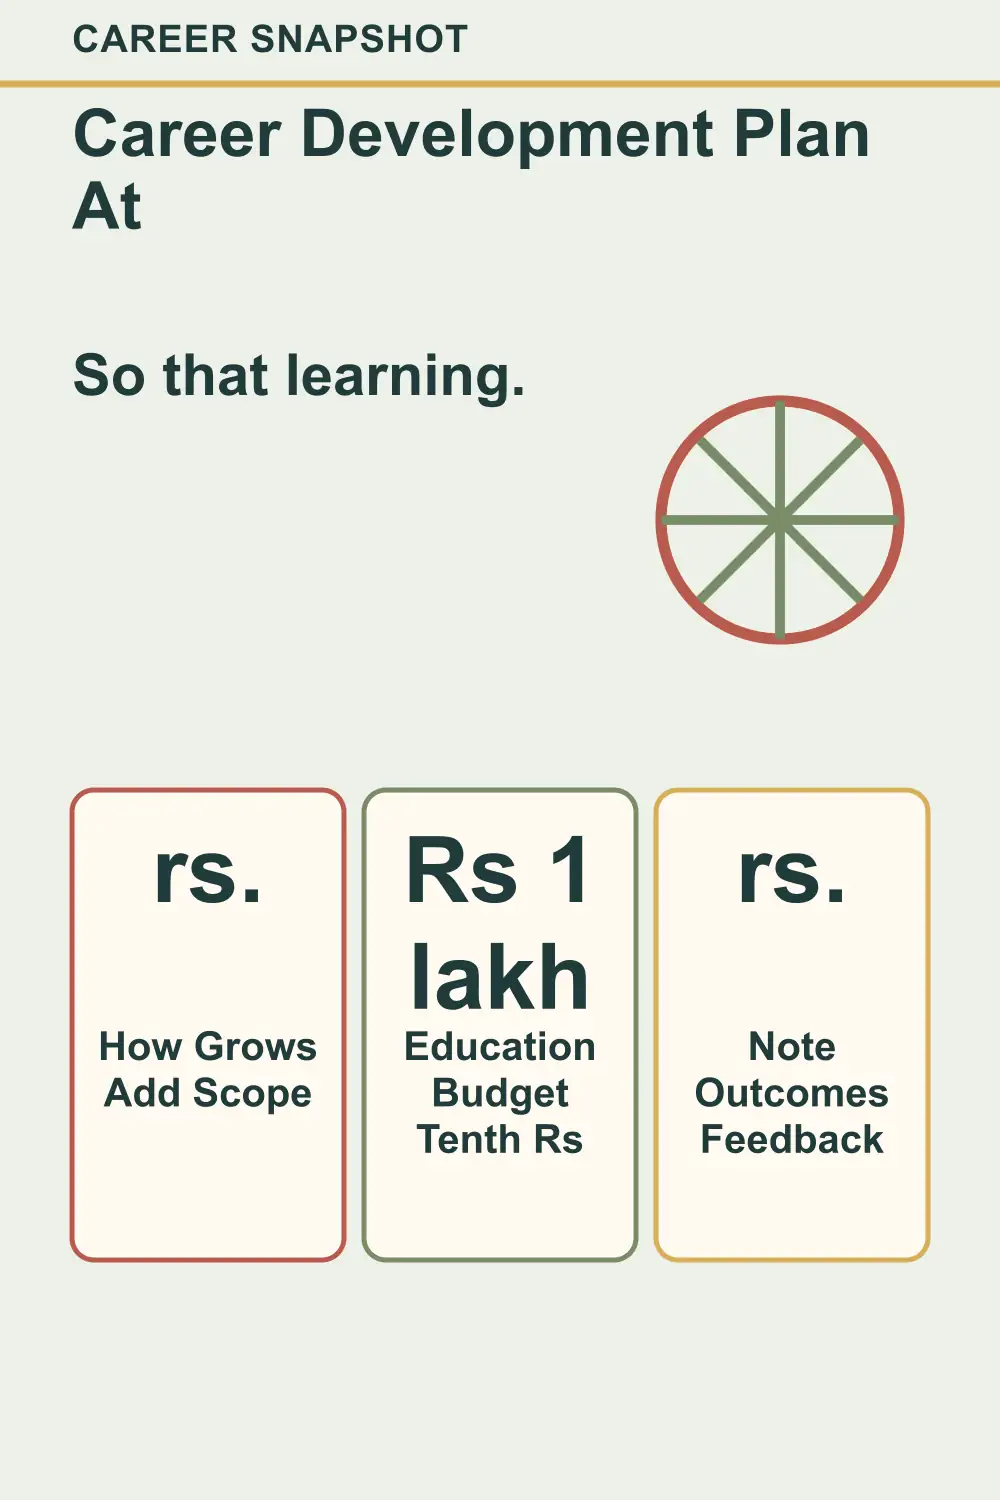 CAREER SNAPSHOT
Career Development Plan
At
So that learning.
rs.
How Grows
Add Scope
Rs 1
lakh
Education
Budget
Tenth Rs
rs.
Note
Outcomes
Feedback